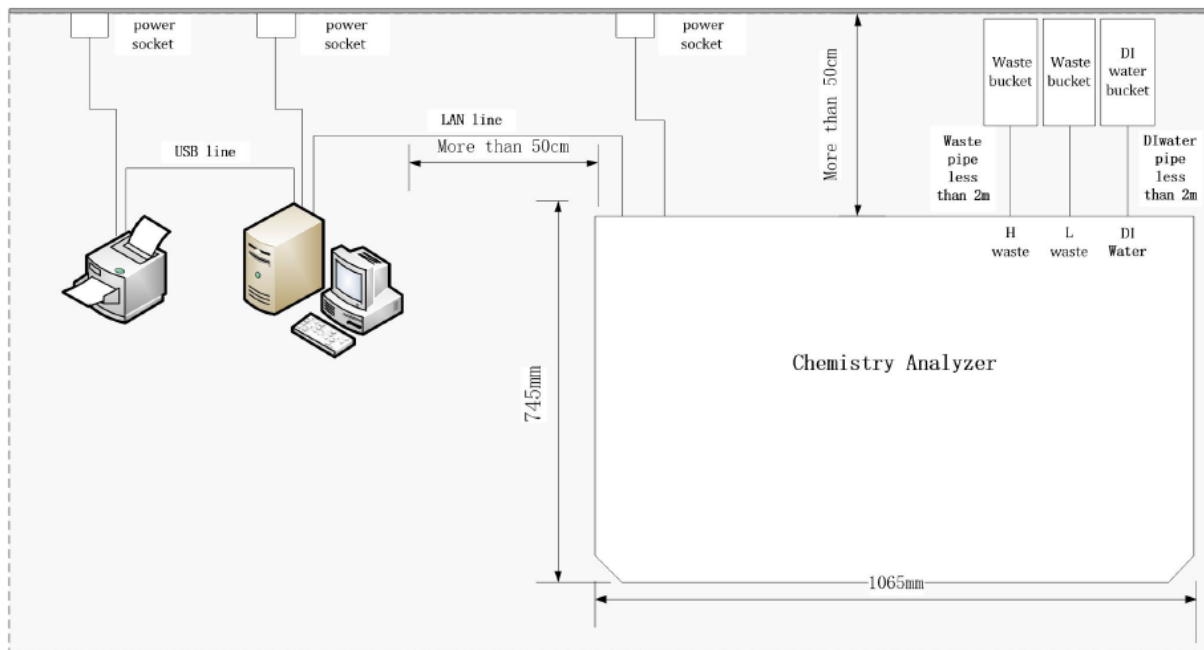 power
socket
power
socket
power
socket
More than 50cm
Waste
bucket
Waste
bucket
DI
water
bucket
LAN line
USB line
More than 50cm
Waste
pipe
less
than 2m
DIwater
pipe
less
than 2m
H
waste
L
waste
DI
Water
Chemistry Analyzer
745mm
1065mm